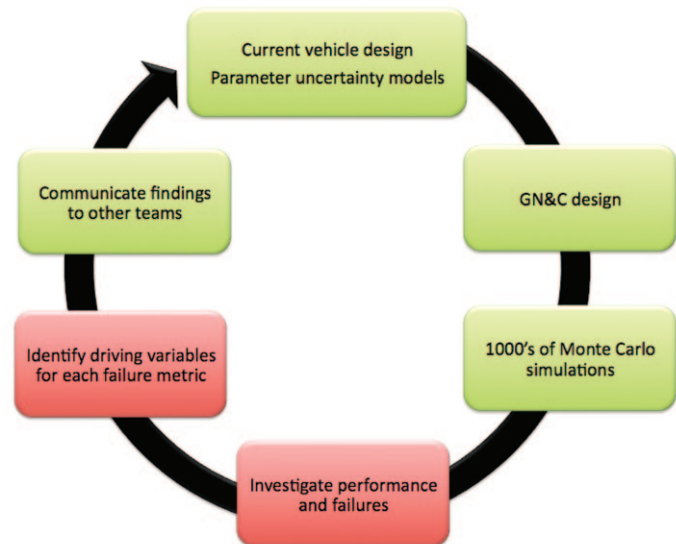 Current vehicle design
Parameter uncertainty models
GN&C design
1000's of Monte Carlo
simulations
Investigate performance
and failures
Identify driving variables
for each failure metric
Communicate findings
to other teams